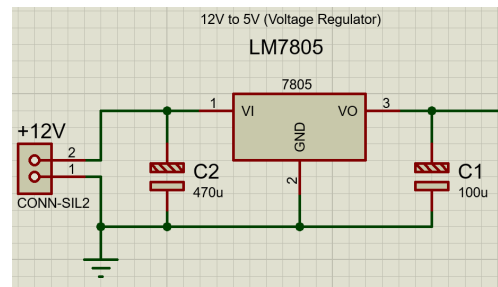 12V to 5V (Voltage Regulator)
LM7805
7805
1
VI
VO
3
GND
2
+12V
2
1
CONN-SIL2
C2
470u
C1
100u